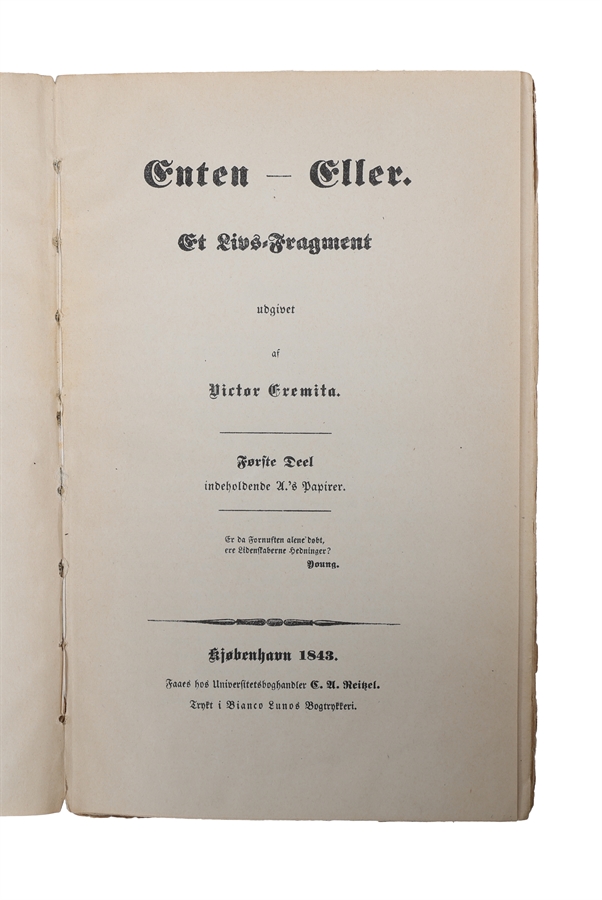 Enten — Eller.
Et Livs-Fragment
udgivet
af
Victor Eremita.
Første Deel
indeholdende A.'s Papirer.
Er da Fornuften alene døbt,
ere Lidenskaberne Hedninger?
Young.
Kjøbenhavn 1843.
Faaes hos Universitetsboghandler C. A. Reitzel.
Trykt i Bianco Lunos Bogtrykkeri.